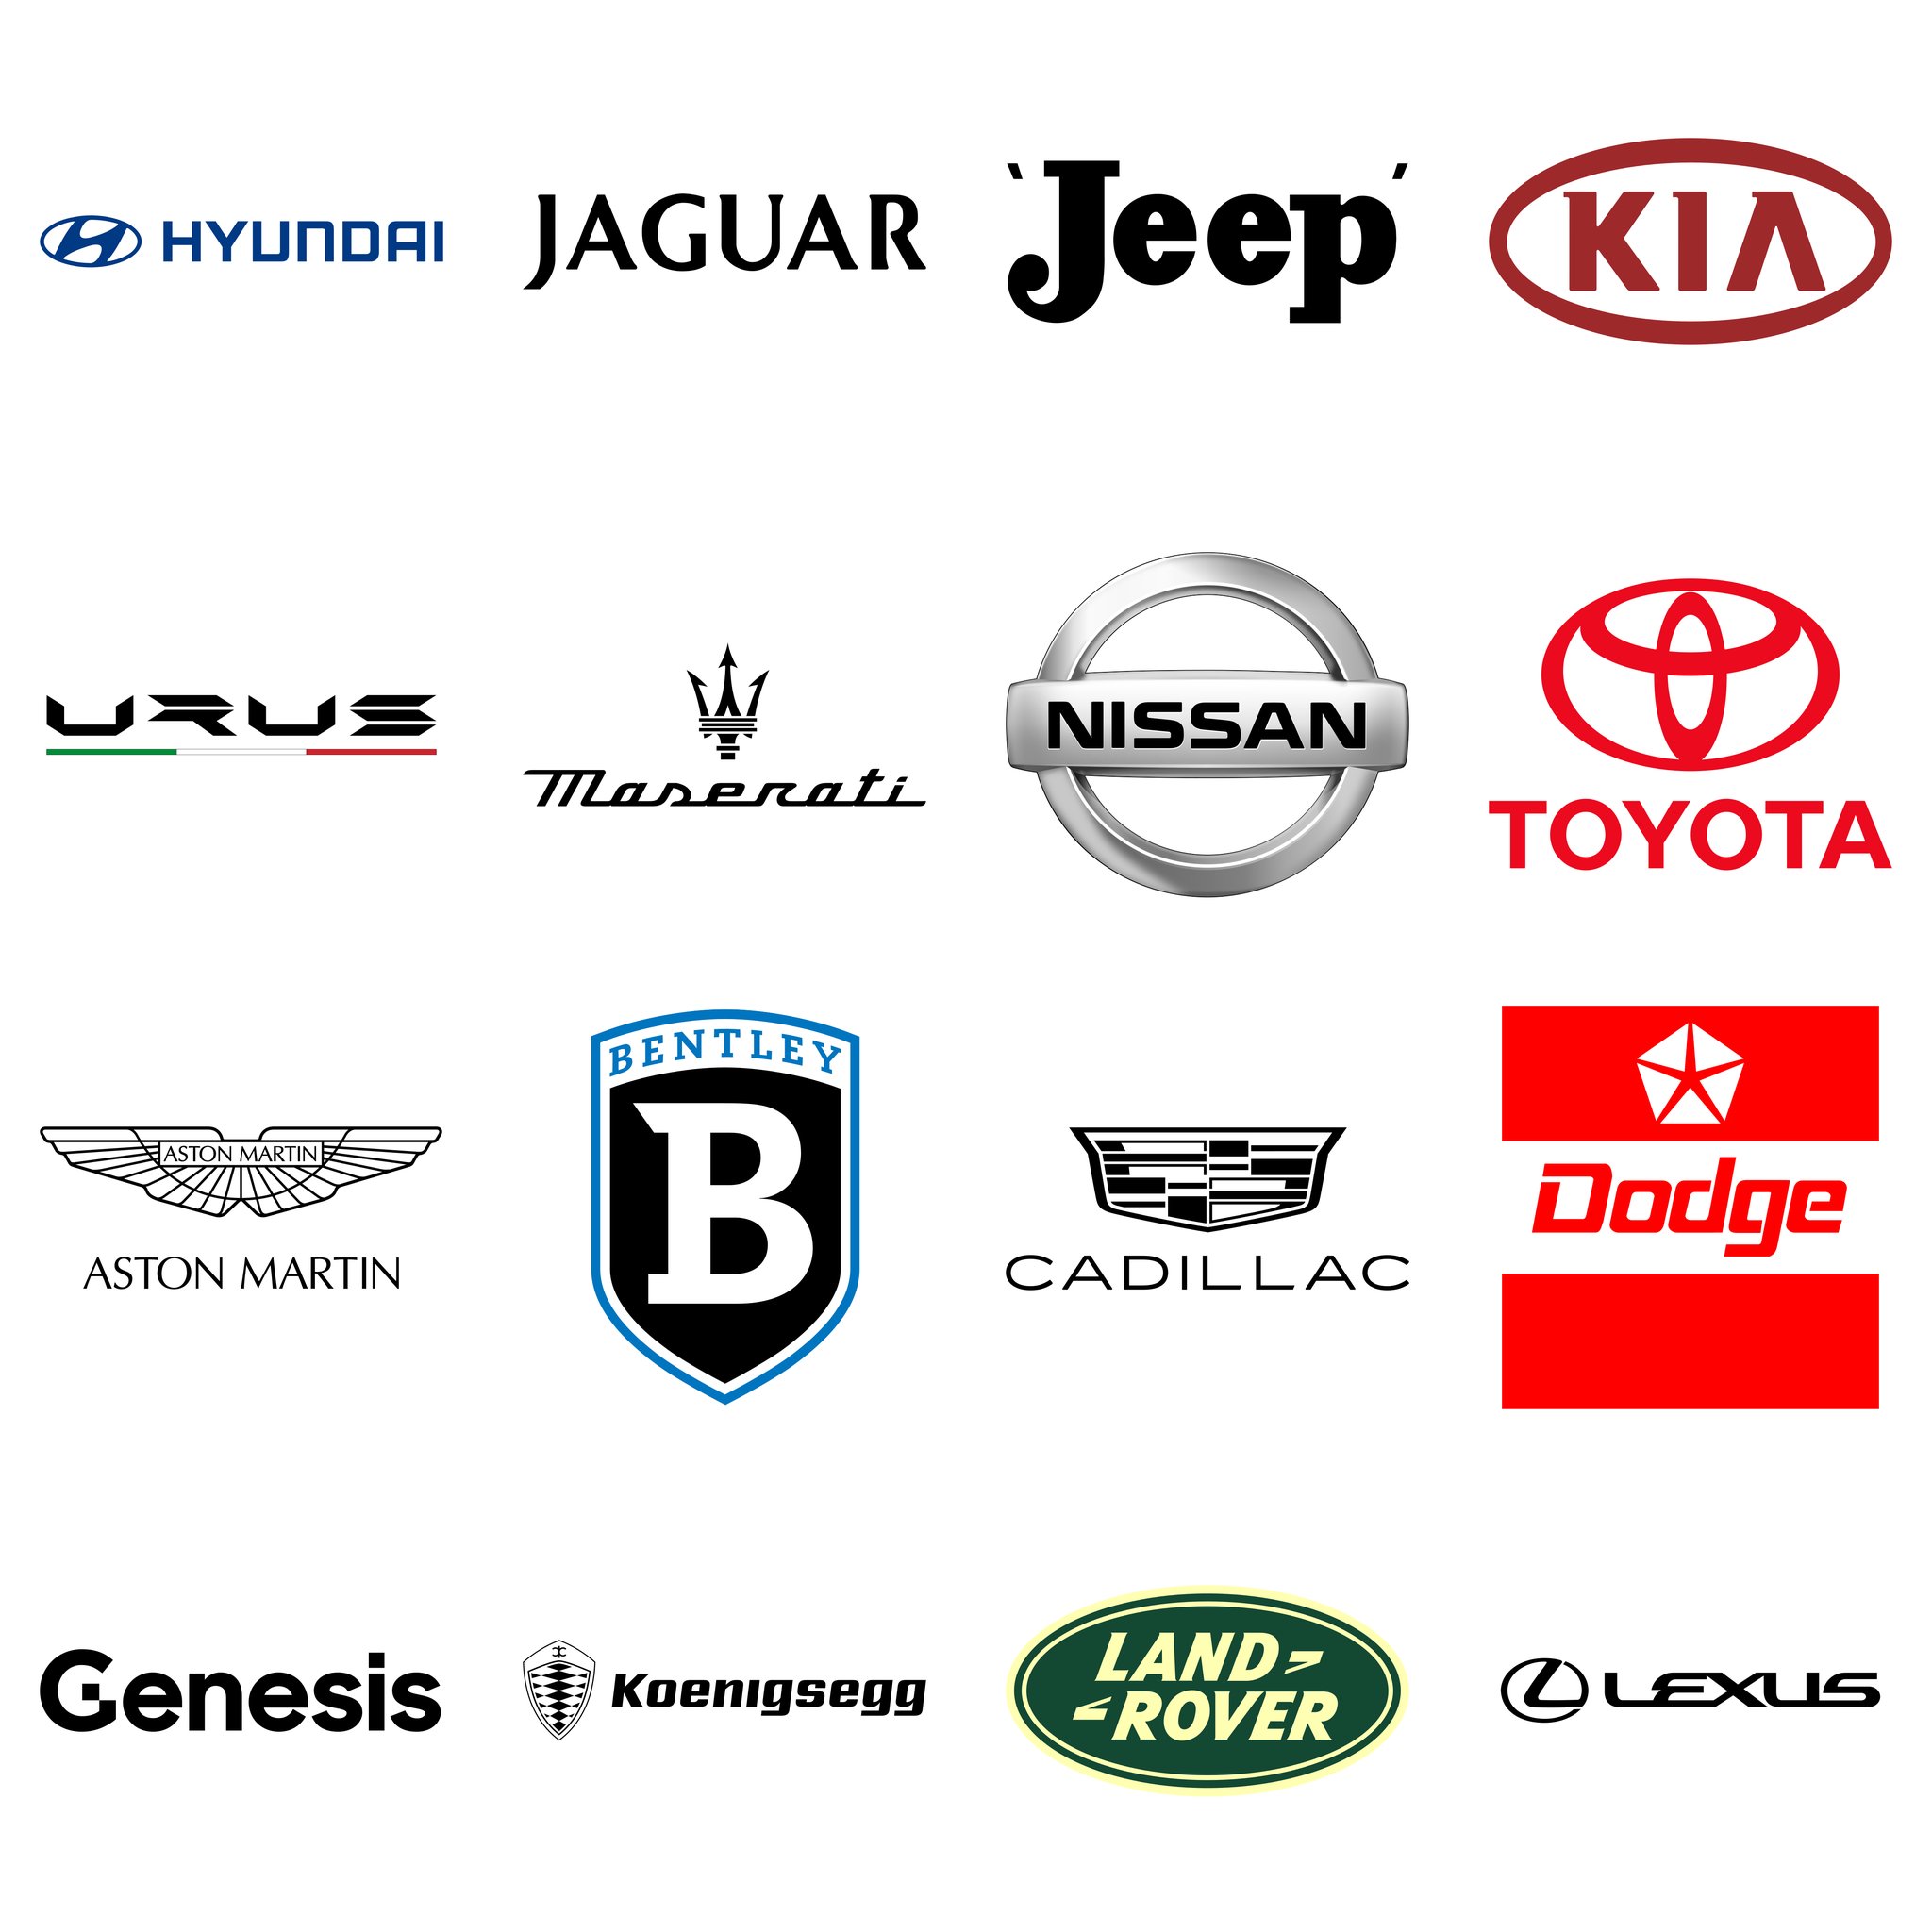 HYUNDAI
JAGUAR
'Jeep'
KIA
URUS
Maserati
NISSAN
TOYOTA
ASTON MARTIN
ASTON MARTIN
BENTLEY
B
CADILLAC
Dodge
Genesis
Koenigsegg
LAND-
-ROVER
LEXUS